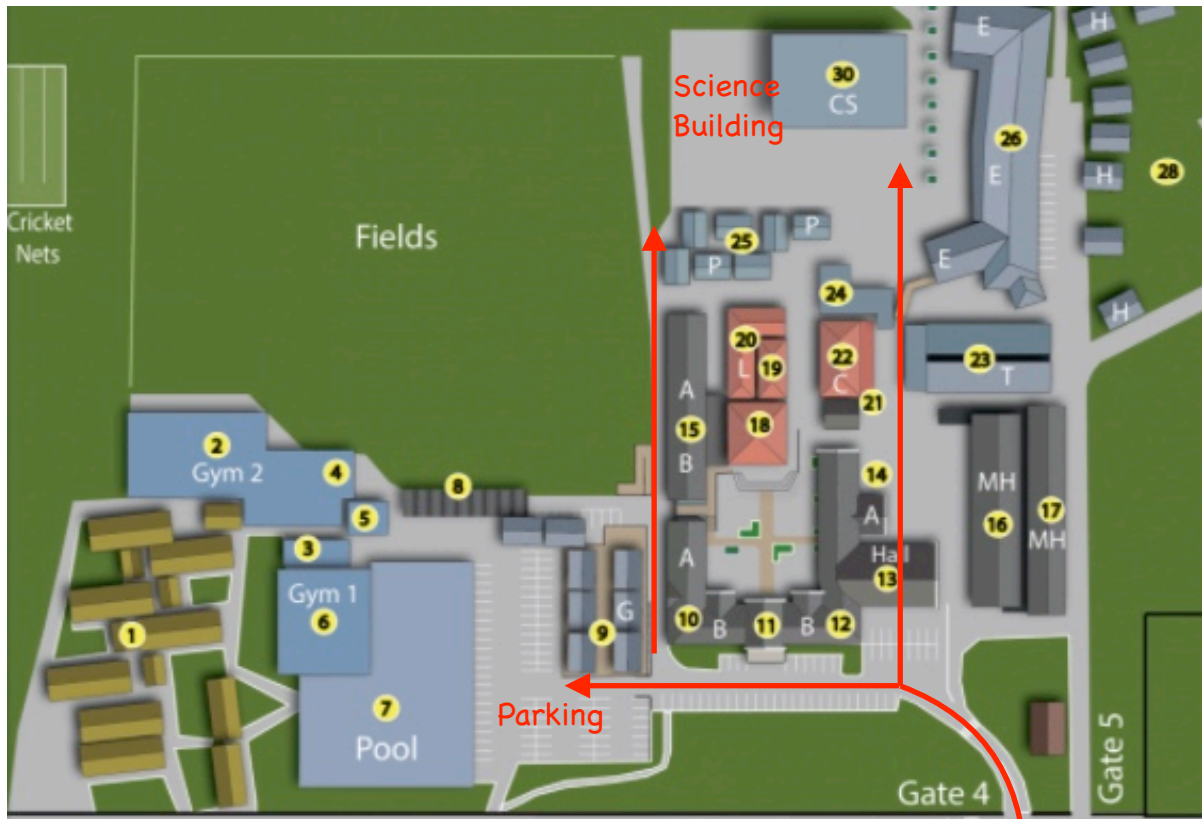 E
H
30
CS
Science
Building
26
E
H
28
Cricket
Nets
Fields
P
25
P
E
24
H
20
L
19
22
C
23
T
A
15
B
21
18
2
Gym 2
4
8
14
MH
16
17
MH
5
A
3
A
Hall
13
Gym 1
6
1
G
9
10
B
11
B
12
7
Pool
Parking
Gate 4
Gate 5